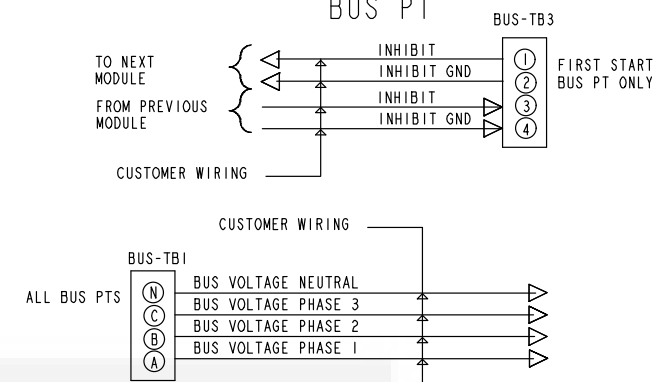 BUS PT
BUS-TB3
TO NEXT
MODULE
INHIBIT
1
INHIBIT GND
2
FIRST START
BUS PT ONLY
FROM PREVIOUS
MODULE
INHIBIT
3
INHIBIT GND
4
CUSTOMER WIRING
CUSTOMER WIRING
BUS-TB1
ALL BUS PTS
N
BUS VOLTAGE NEUTRAL
C
BUS VOLTAGE PHASE 3
B
BUS VOLTAGE PHASE 2
A
BUS VOLTAGE PHASE 1